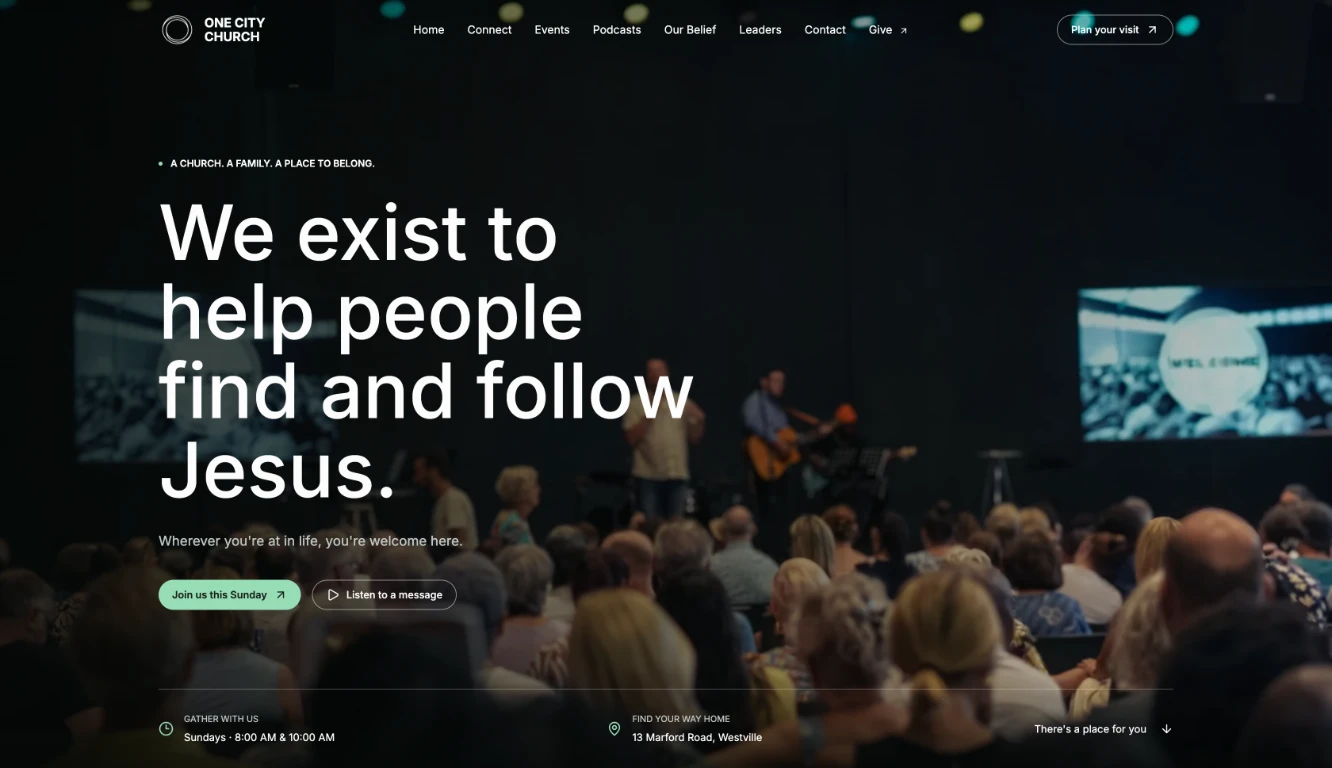 ONE CITY
CHURCH
Home Connect Events Podcasts Our Belief Leaders Contact Give
Plan your visit
A CHURCH. A FAMILY. A PLACE TO BELONG.
We exist to
help people
find and follow
Jesus.
WELCOME
Wherever you're at in life, you're welcome here.
Join us this Sunday
Listen to a message
GATHER WITH US
Sundays · 8:00 AM & 10:00 AM
FIND YOUR WAY HOME
13 Marford Road, Westville
There's a place for you